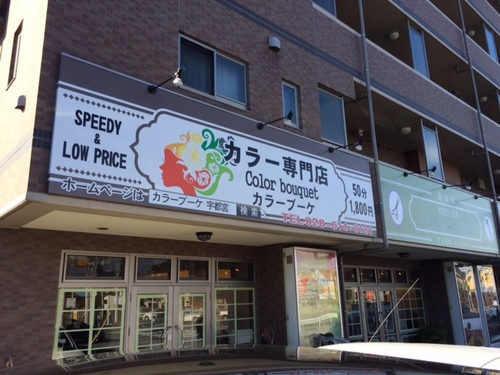 SPEEDY
&
LOW PRICE
髪カラー専門店
Color bouquet
カラーブーケ
50分
1,800円
ホームページは カラーブーケ 宇都宮 検索